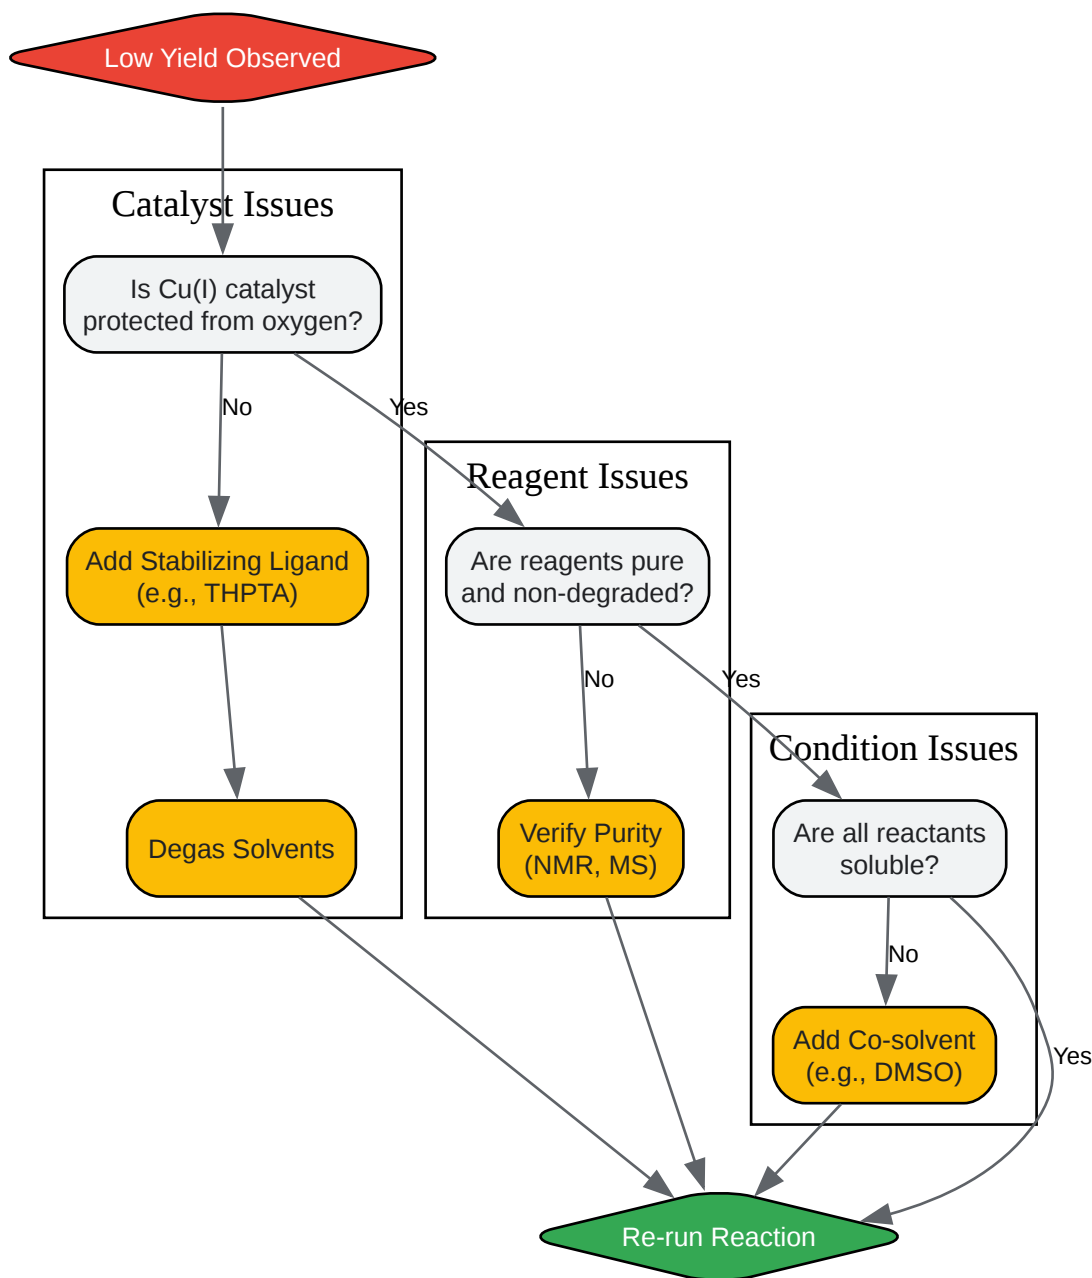 Low Yield Observed
Catalyst Issues
Is Cu(I) catalyst
protected from oxygen?
No
Yes
Reagent Issues
Add Stabilizing Ligand
(e.g., THPTA)
Are reagents pure
and non-degraded?
No
Yes
Condition Issues
Degas Solvents
Verify Purity
(NMR, MS)
Are all reactants
soluble?
No
Add Co-solvent
(e.g., DMSO)
Yes
Re-run Reaction